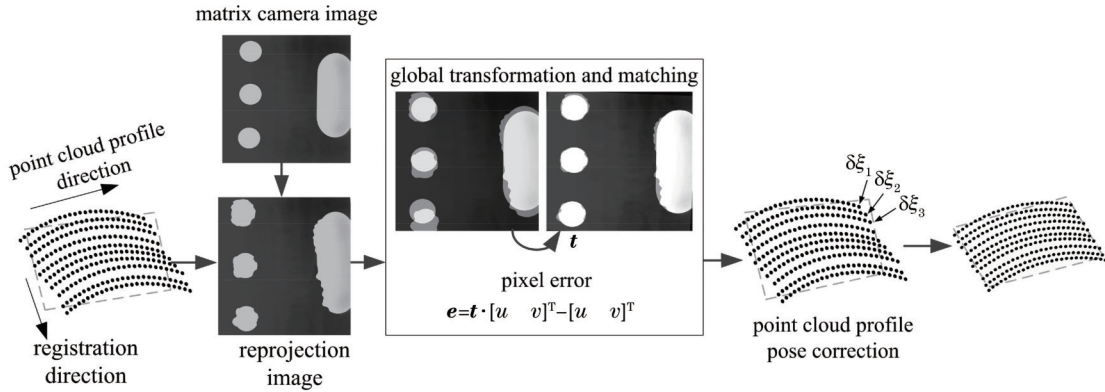 matrix camera image
global transformation and matching
point cloud profile
direction
δξ₁
δξ₂
δξ₃
t
pixel error
e=t·[u v]ᵀ−[u v]ᵀ
registration
direction
reprojection
image
point cloud profile
pose correction